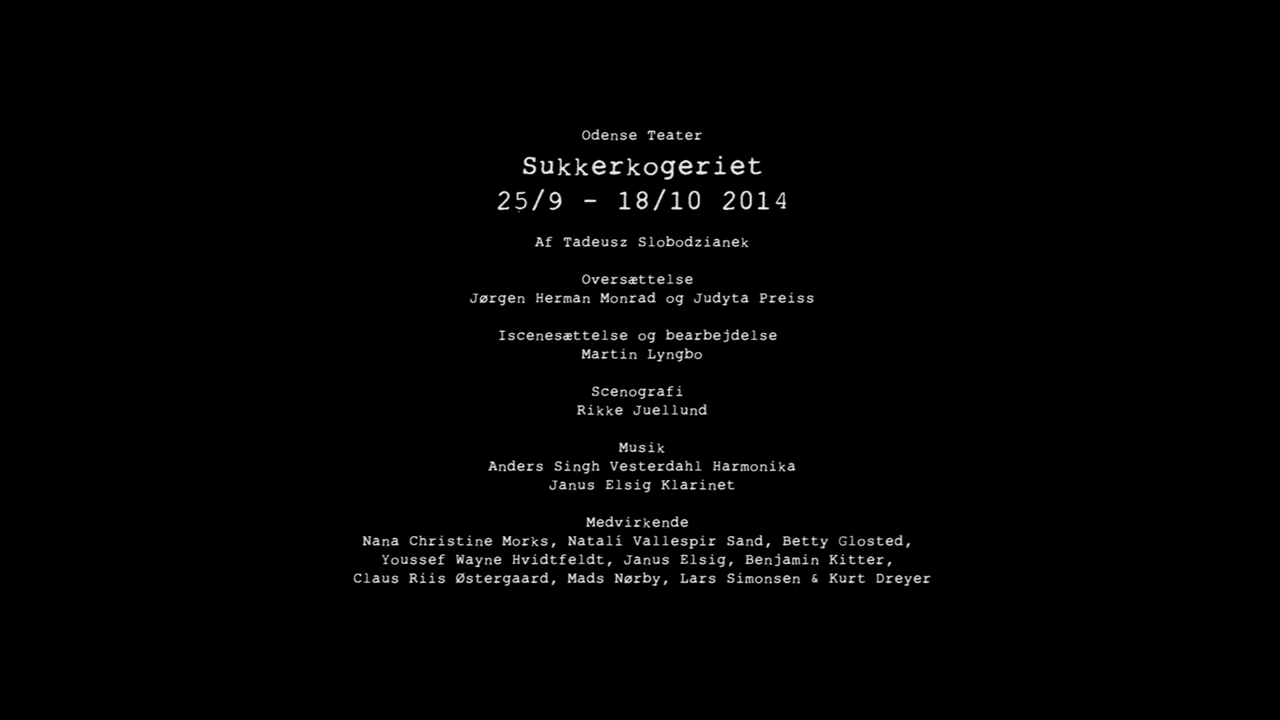 Odense Teater
Sukkerkogeriet
25/9 - 18/10 2014
Af Tadeusz Slobodzianek
Oversættelse
Jørgen Herman Monrad og Judyta Preiss
Iscenesættelse og bearbejdelse
Martin Lyngbo
Scenografi
Rikke Juellund
Musik
Anders Singh Vesterdahl Harmonika
Janus Elsig Klarinet
Medvirkende
Nana Christine Morks, Natalí Vallespir Sand, Betty Glosted,
Youssef Wayne Hvidtfeldt, Janus Elsig, Benjamin Kitter,
Claus Riis Østergaard, Mads Nørby, Lars Simonsen & Kurt Dreyer